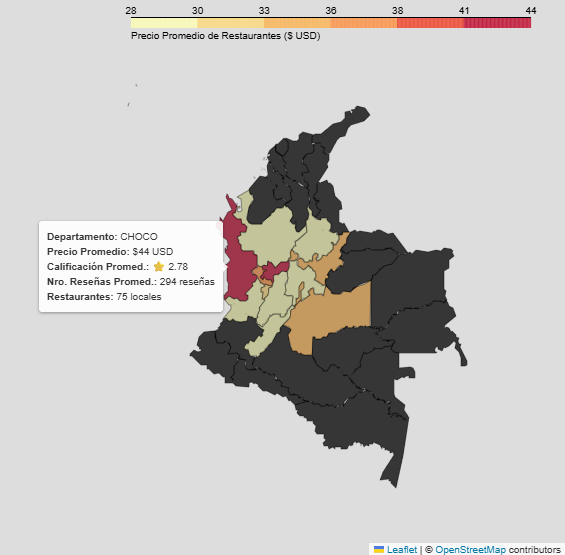 28 30 33 36 38 41 44
Precio Promedio de Restaurantes ($ USD)
Departamento: CHOCO
Precio Promedio: $44 USD
Calificación Promed.: ⭐ 2.78
Nro. Reseñas Promed.: 294 reseñas
Restaurantes: 75 locales
Leaflet | © OpenStreetMap contributors